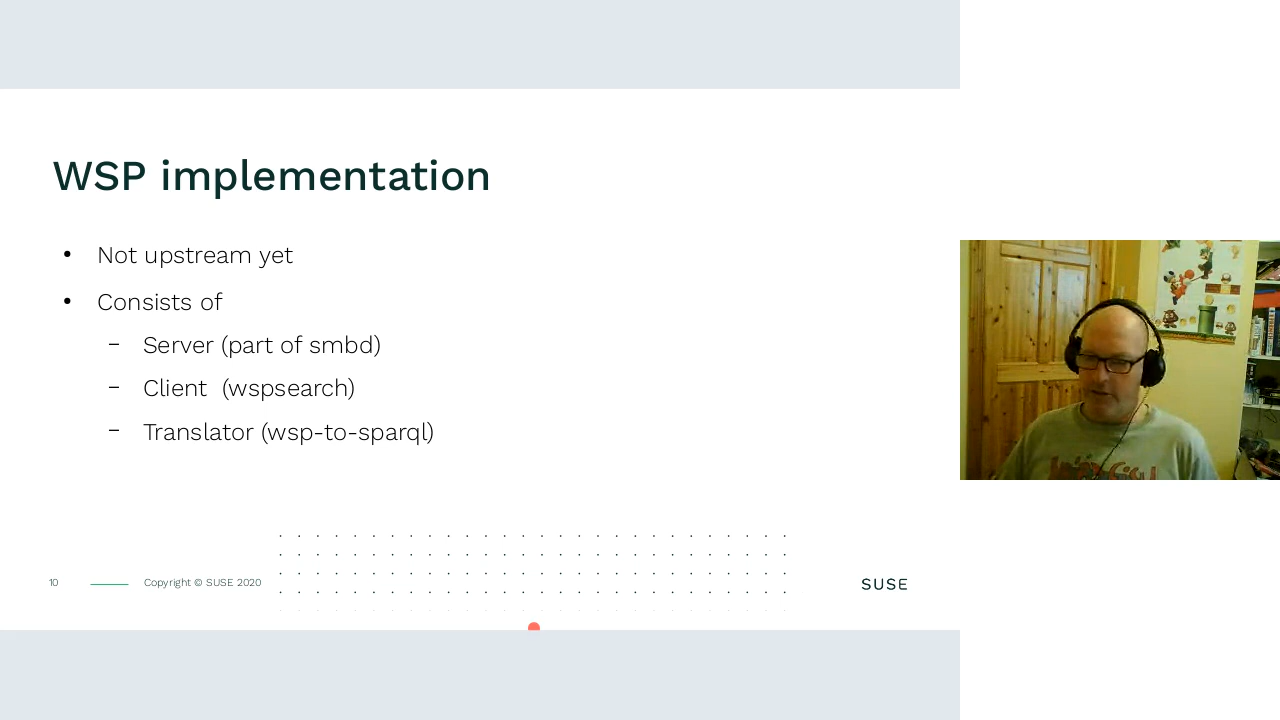 WSP implementation
• Not upstream yet
• Consists of
– Server (part of smbd)
– Client (wspsearch)
– Translator (wsp-to-sparql)
10
Copyright © SUSE 2020
SUSE